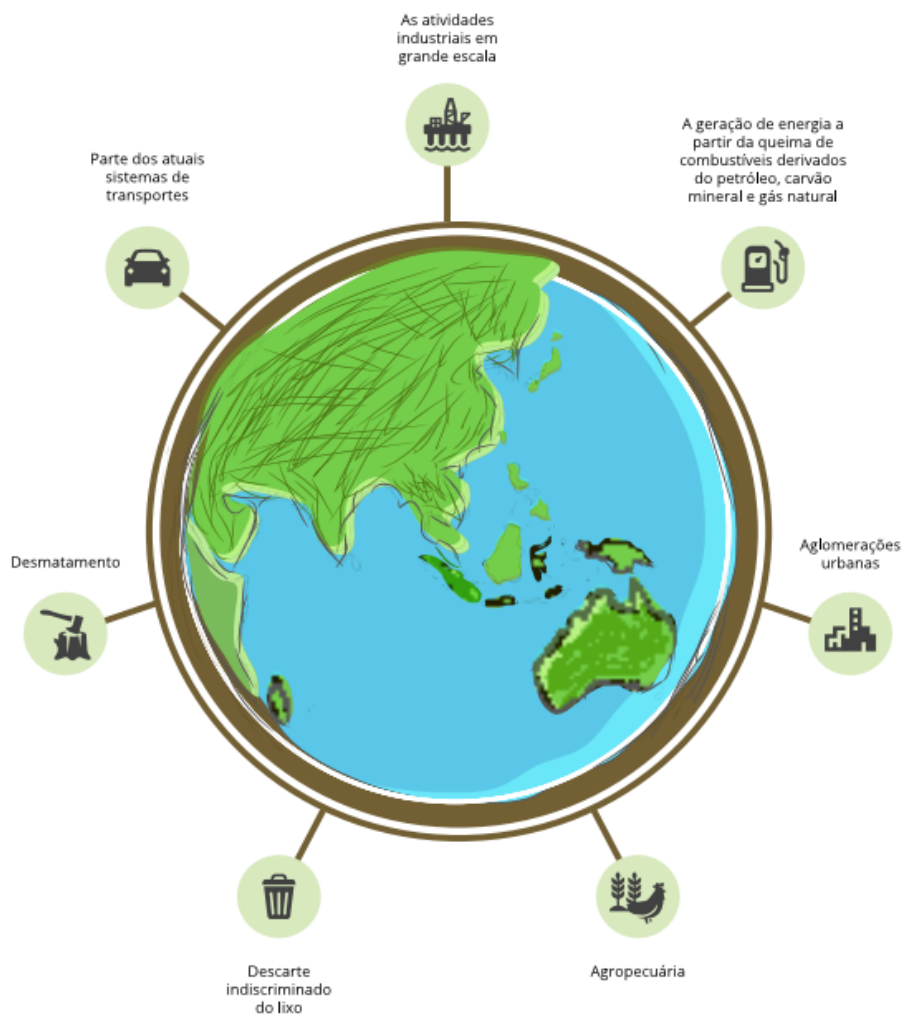 As atividades
industriais em
grande escala
A geração de energia a
partir da queima de
combustíveis derivados
do petróleo, carvão
mineral e gás natural
Parte dos atuais
sistemas de
transportes
Aglomerações
urbanas
Desmatamento
Descarte
indiscriminado
do lixo
Agropecuária